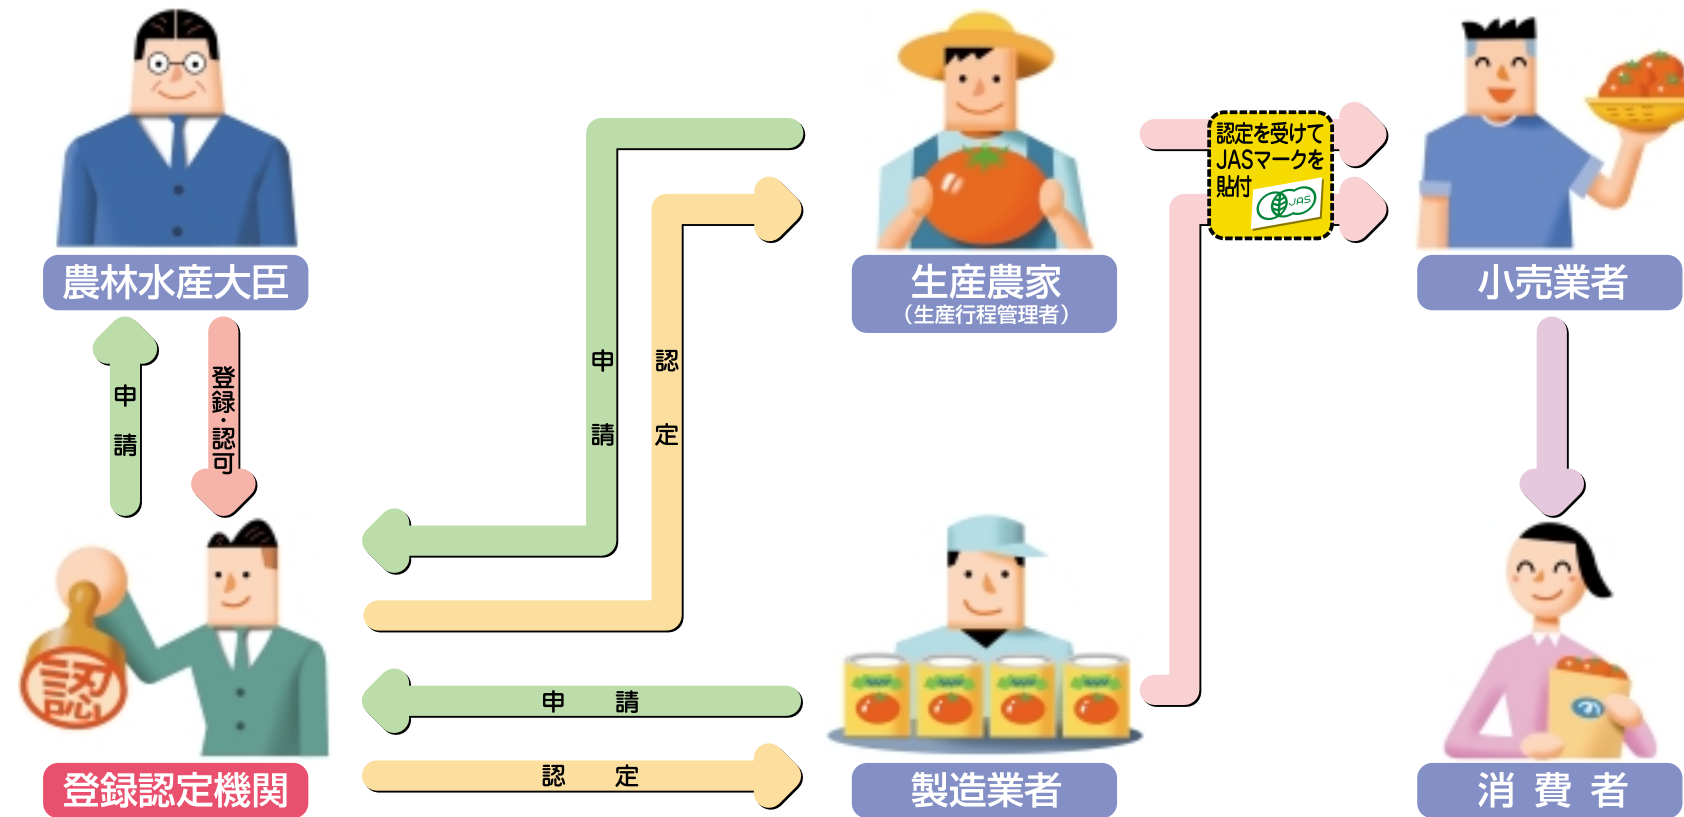 農林水産大臣
申請
登録・認可
認
登録認定機関
申請
認定
申請
認定
生産農家
（生産行程管理者）
製造業者
認定を受けて
JASマークを
貼付
JAS
小売業者
消費者